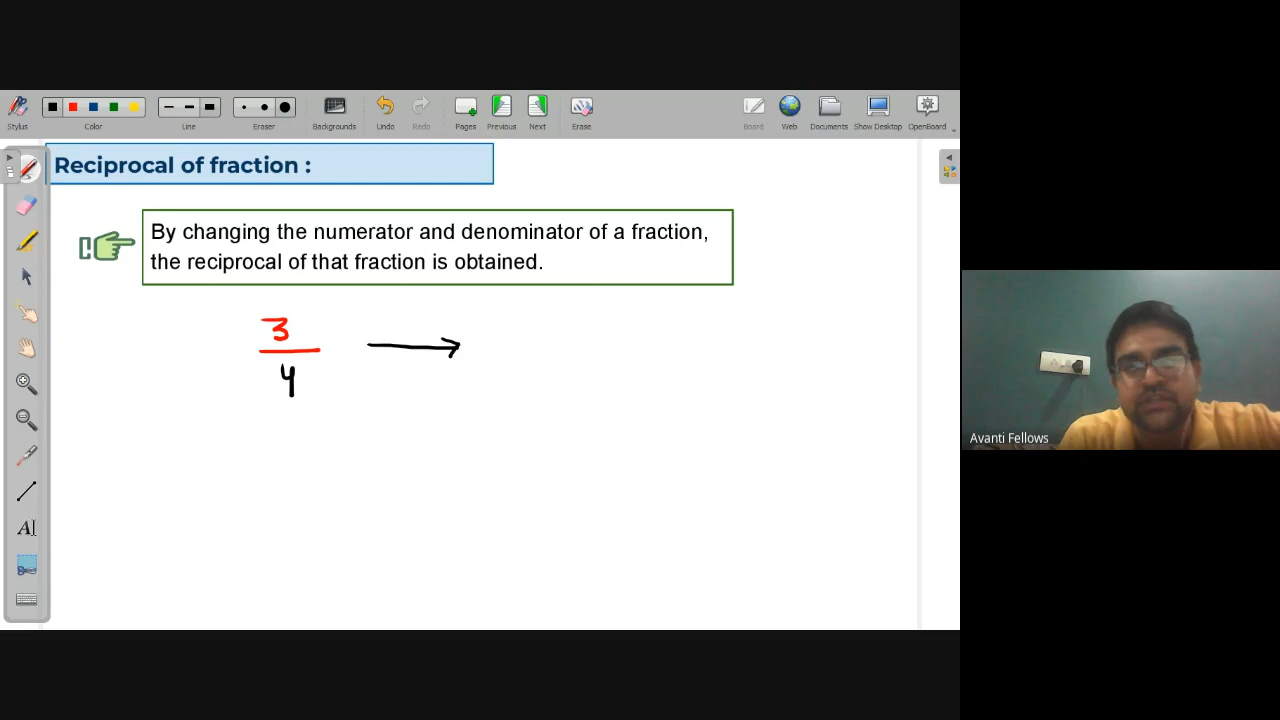 Stylus
Color
Line
Eraser
Backgrounds
Undo
Redo
Pages
Previous
Next
Erase
Board
Web
Documents
Show Desktop
OpenBoard
Reciprocal of fraction :
By changing the numerator and denominator of a fraction,
the reciprocal of that fraction is obtained.
3
4
Avanti Fellows